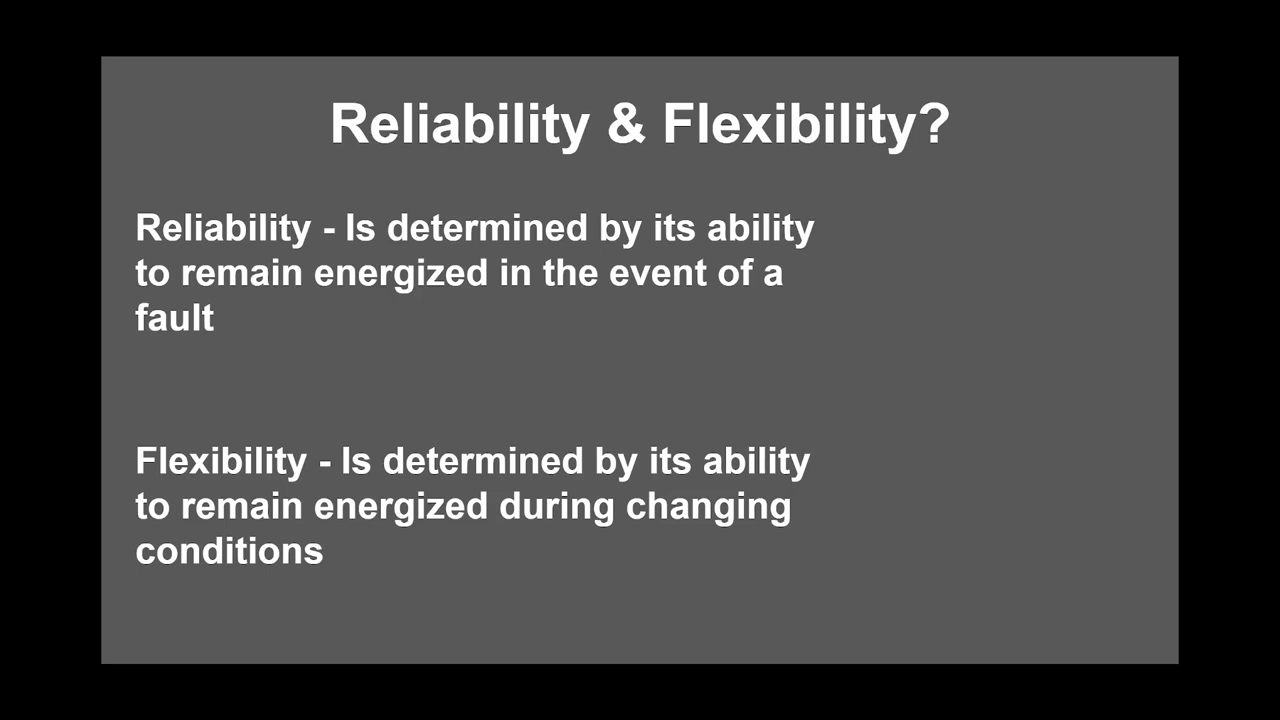 Reliability & Flexibility?
Reliability - Is determined by its ability
to remain energized in the event of a
fault
Flexibility - Is determined by its ability
to remain energized during changing
conditions